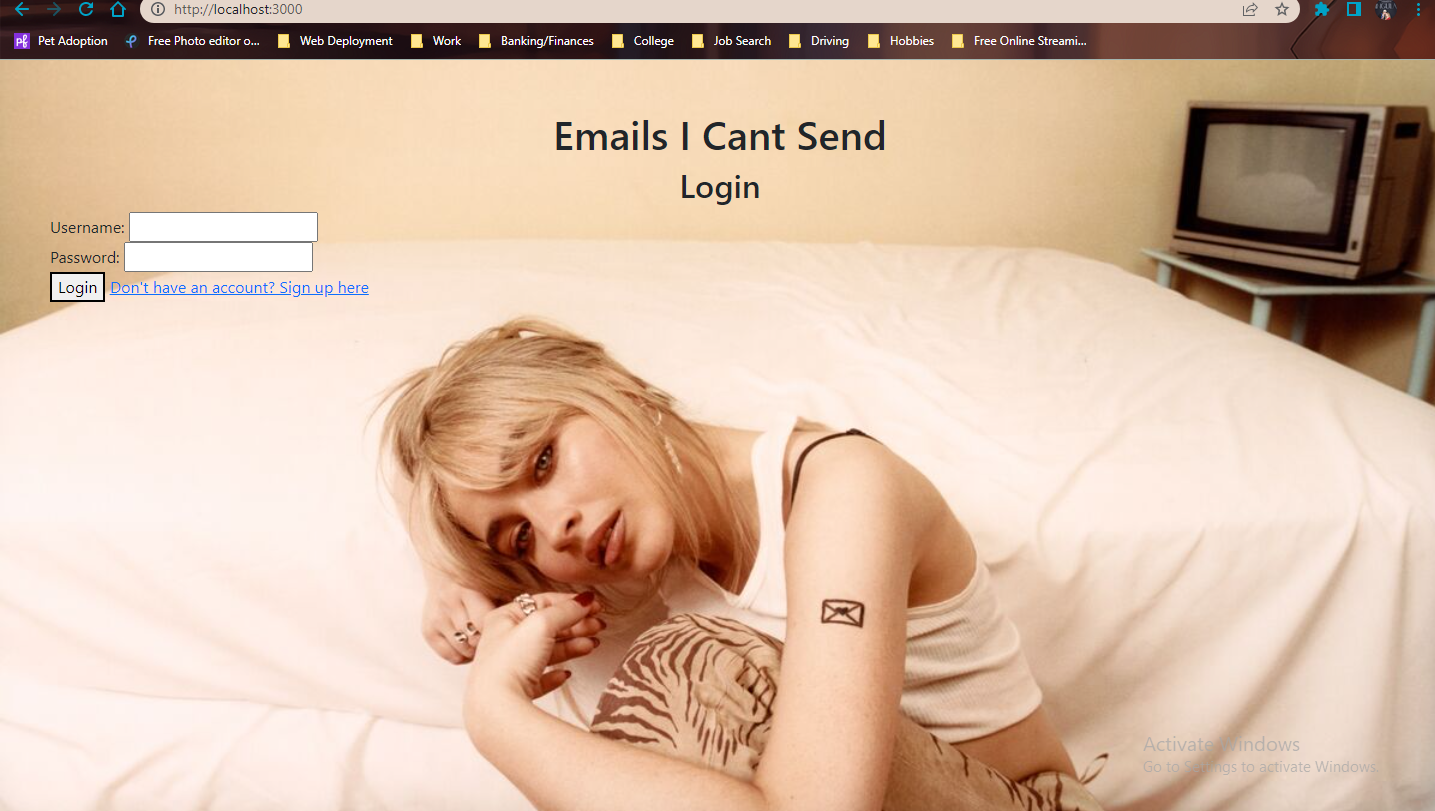 http://localhost:3000
Pet Adoption Free Photo editor o... Web Deployment Work Banking/Finances College Job Search Driving Hobbies Free Online Streami...
Emails I Cant Send
Login
Username:
Password:
Login Don't have an account? Sign up here
Activate Windows
Go to Settings to activate Windows.